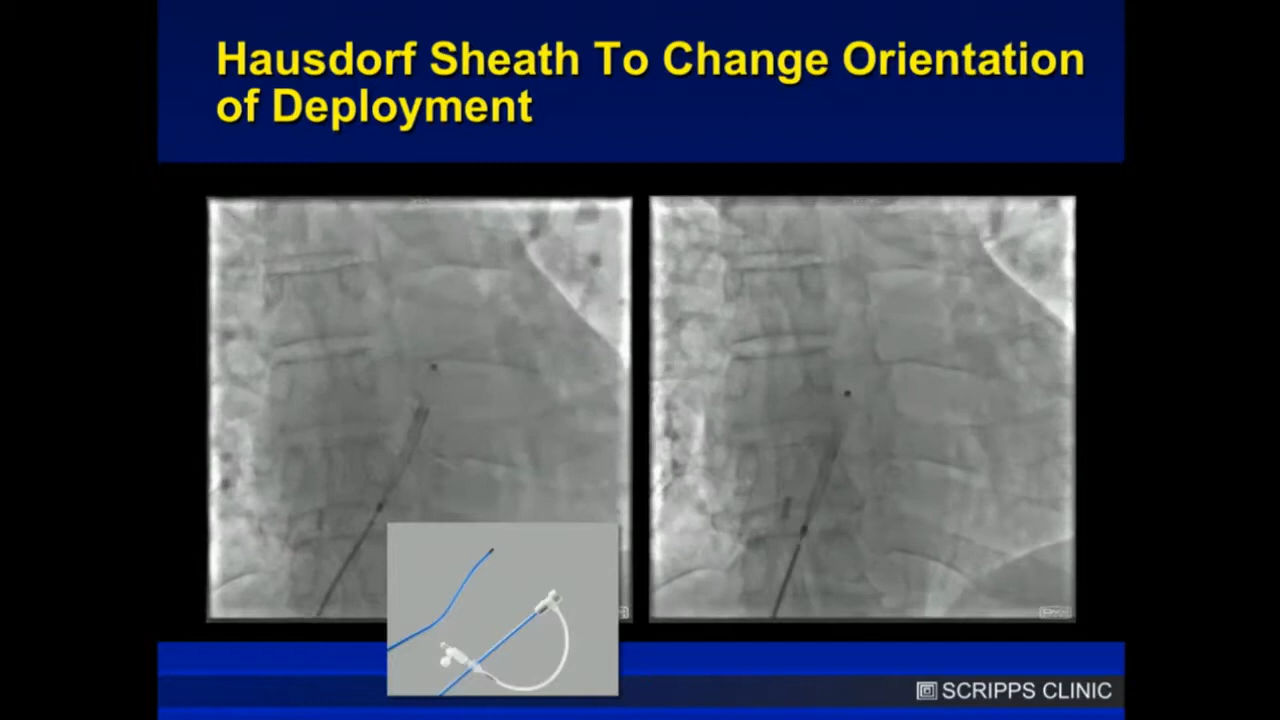 Hausdorf Sheath To Change Orientation
of Deployment
SCRIPPS CLINIC